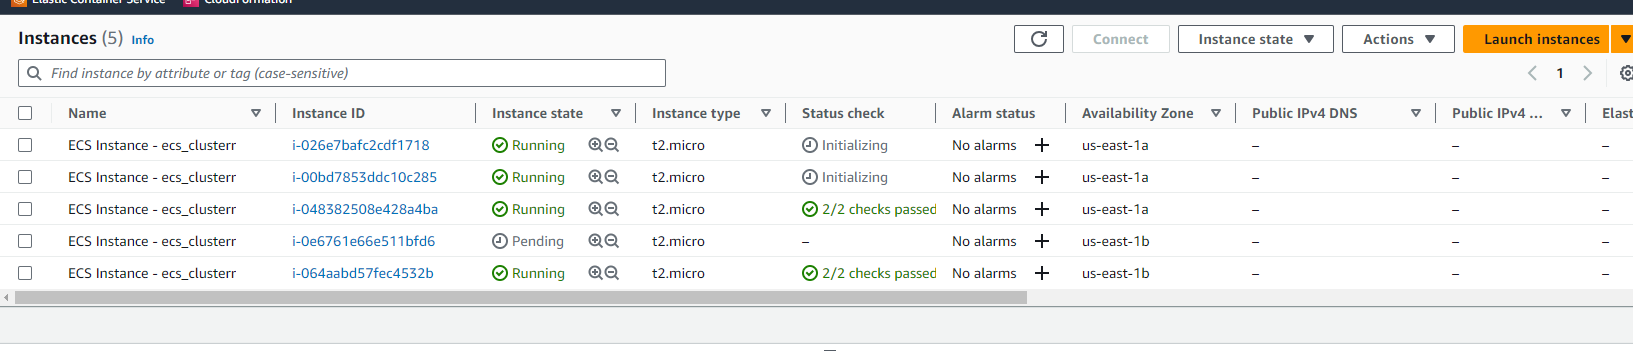 Elastic Container Service CloudFormation
Instances (5) Info Connect Instance state Actions Launch instances
Find instance by attribute or tag (case-sensitive) 1
Name Instance ID Instance state Instance type Status check Alarm status Availability Zone Public IPv4 DNS Public IPv4 ... Elast
ECS Instance - ecs_clusterr i-026e7bafc2cdf1718 Running t2.micro Initializing No alarms + us-east-1a – – –
ECS Instance - ecs_clusterr i-00bd7853ddc10c285 Running t2.micro Initializing No alarms + us-east-1a – – –
ECS Instance - ecs_clusterr i-048382508e428a4ba Running t2.micro 2/2 checks passed No alarms + us-east-1a – – –
ECS Instance - ecs_clusterr i-0e6761e66e511bfd6 Pending t2.micro – No alarms + us-east-1b – – –
ECS Instance - ecs_clusterr i-064aabd57fec4532b Running t2.micro 2/2 checks passed No alarms + us-east-1b – – –